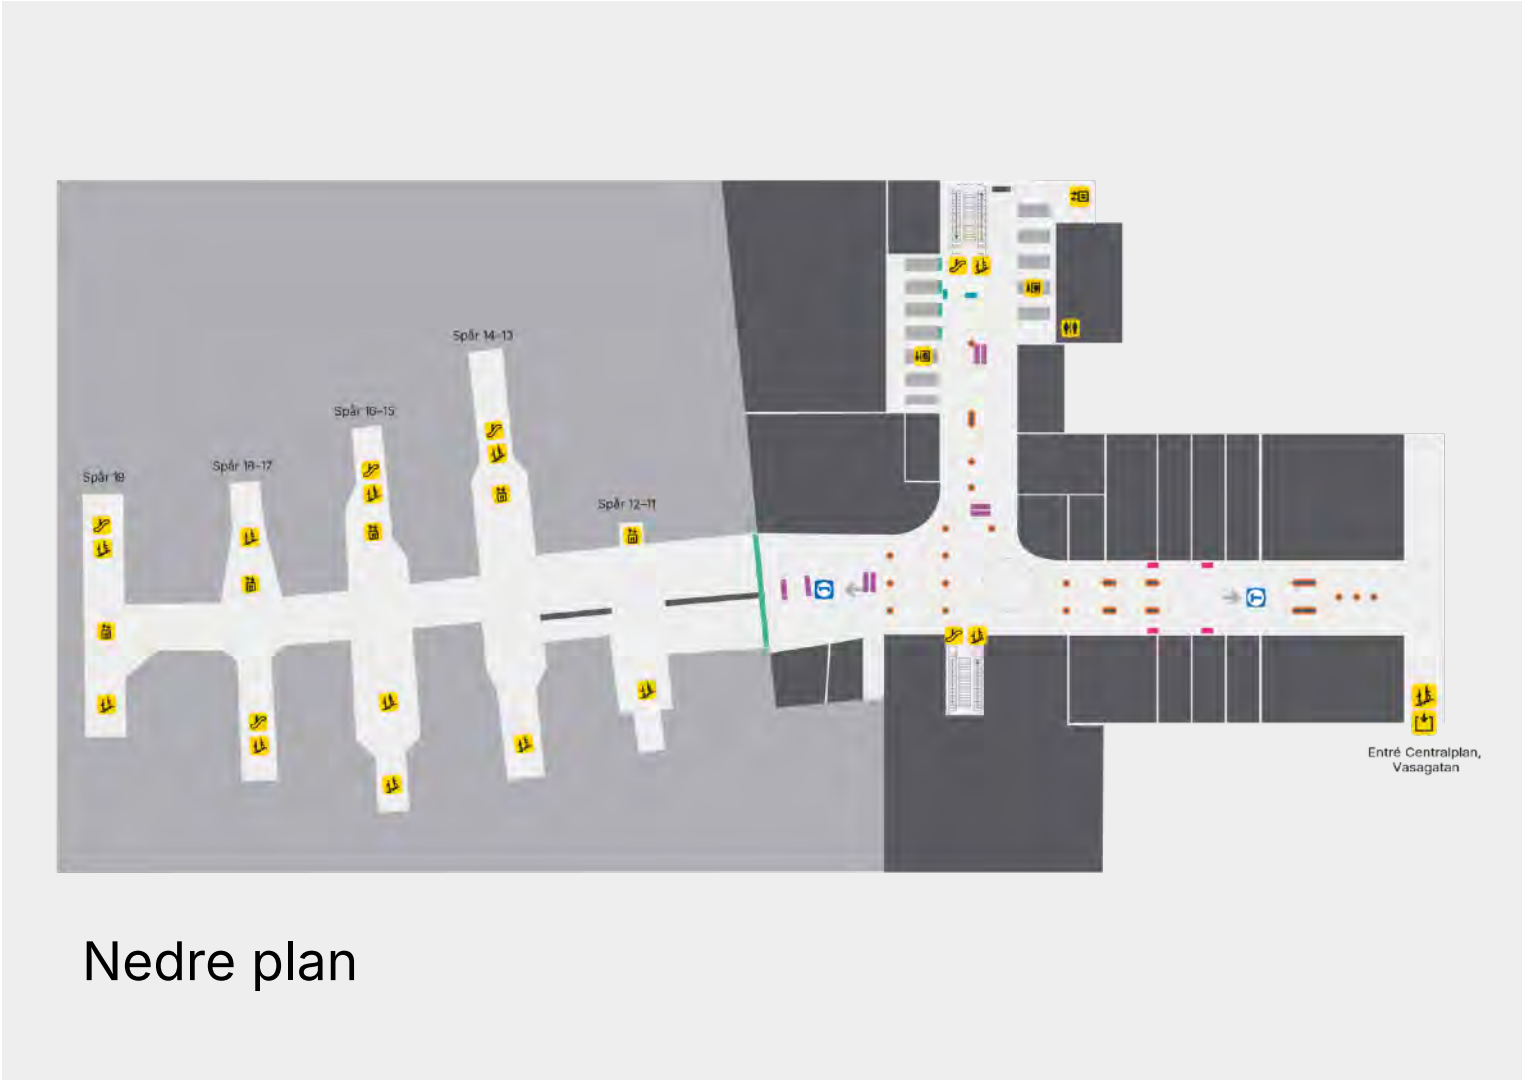 Spår 14–13
Spår 16–15
Spår 18–17
Spår 19
Spår 12–11
Entré Centralplan,
Vasagatan
Nedre plan